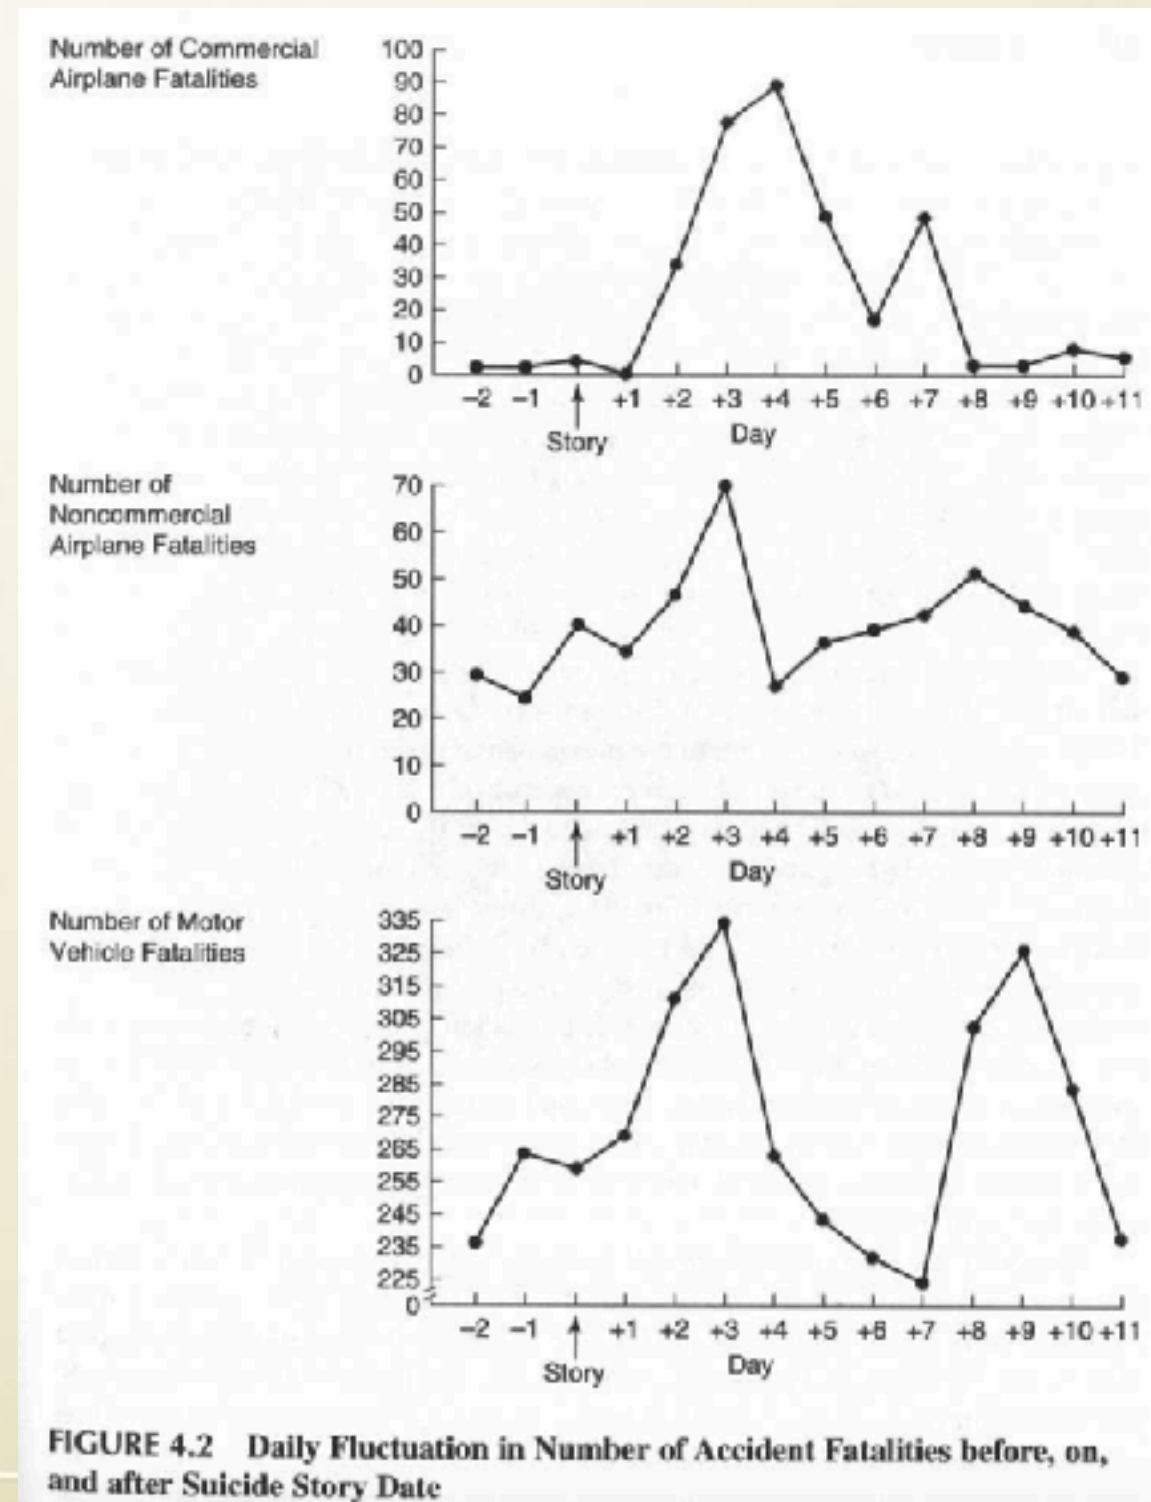 Number of Commercial
Airplane Fatalities
100
90
80
70
60
50
40
30
20
10
0
−2 −1 +1 +2 +3 +4 +5 +6 +7 +8 +9 +10 +11
Story
Day
Number of
Noncommercial
Airplane Fatalities
70
60
50
40
30
20
10
0
−2 −1 +1 +2 +3 +4 +5 +6 +7 +8 +9 +10 +11
Story
Day
Number of Motor
Vehicle Fatalities
335
325
315
305
295
285
275
265
255
245
235
225
0
−2 −1 +1 +2 +3 +4 +5 +6 +7 +8 +9 +10 +11
Story
Day
FIGURE 4.2 Daily Fluctuation in Number of Accident Fatalities before, on,
and after Suicide Story Date